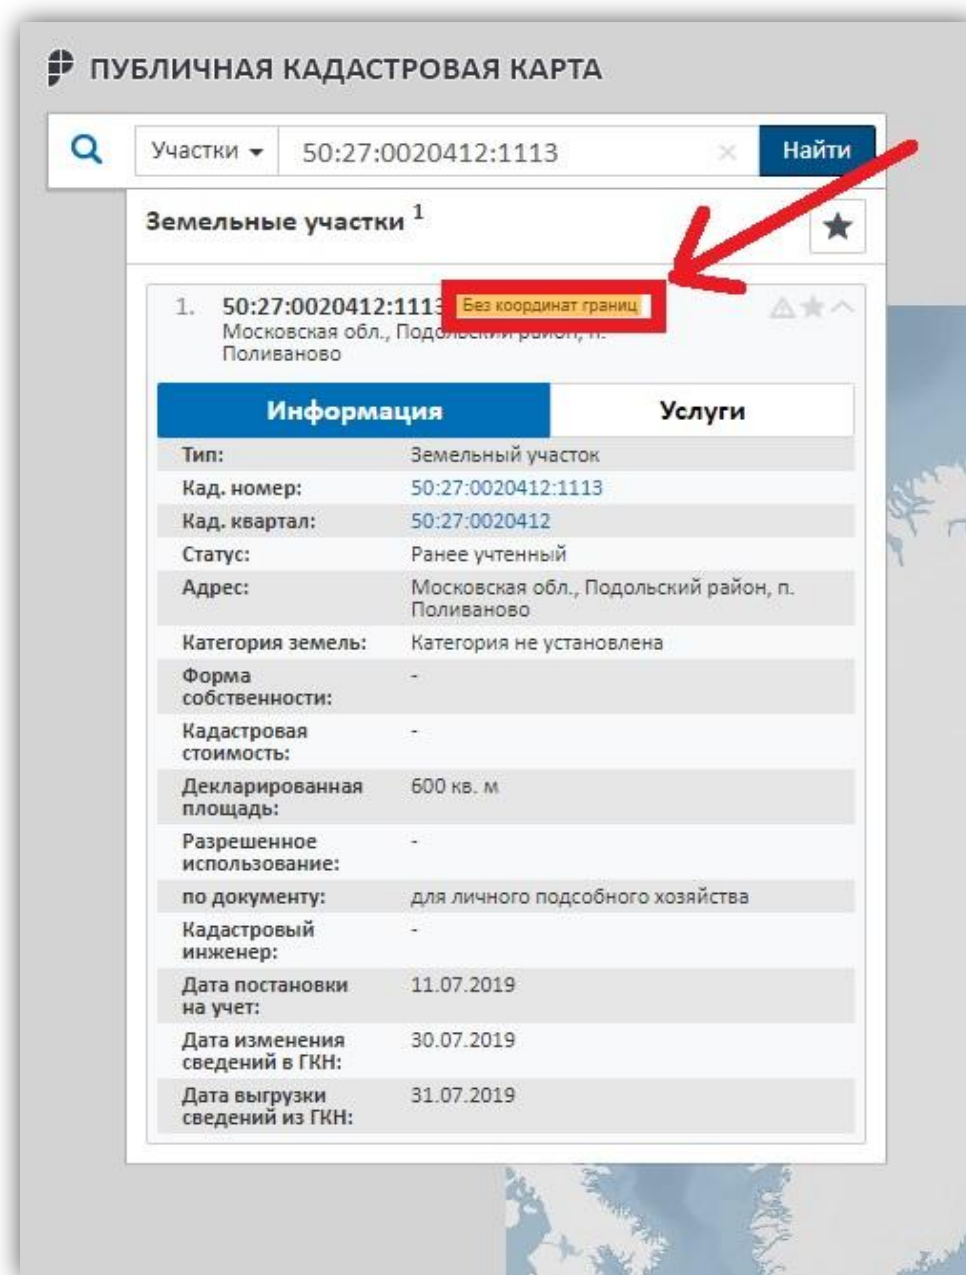 ПУБЛИЧНАЯ КАДАСТРОВАЯ КАРТА
Участки 50:27:0020412:1113 Найти
Земельные участки 1
1. 50:27:0020412:1113 Без координат границ
Московская обл., Подольский район, п.
Поливаново
Информация Услуги
Тип: Земельный участок
Кад. номер: 50:27:0020412:1113
Кад. квартал: 50:27:0020412
Статус: Ранее учтенный
Адрес: Московская обл., Подольский район, п.
Поливаново
Категория земель: Категория не установлена
Форма -
собственности:
Кадастровая -
стоимость:
Декларированная 600 кв. м
площадь:
Разрешенное -
использование:
по документу: для личного подсобного хозяйства
Кадастровый -
инженер:
Дата постановки 11.07.2019
на учет:
Дата изменения 30.07.2019
сведений в ГКН:
Дата выгрузки 31.07.2019
сведений из ГКН: